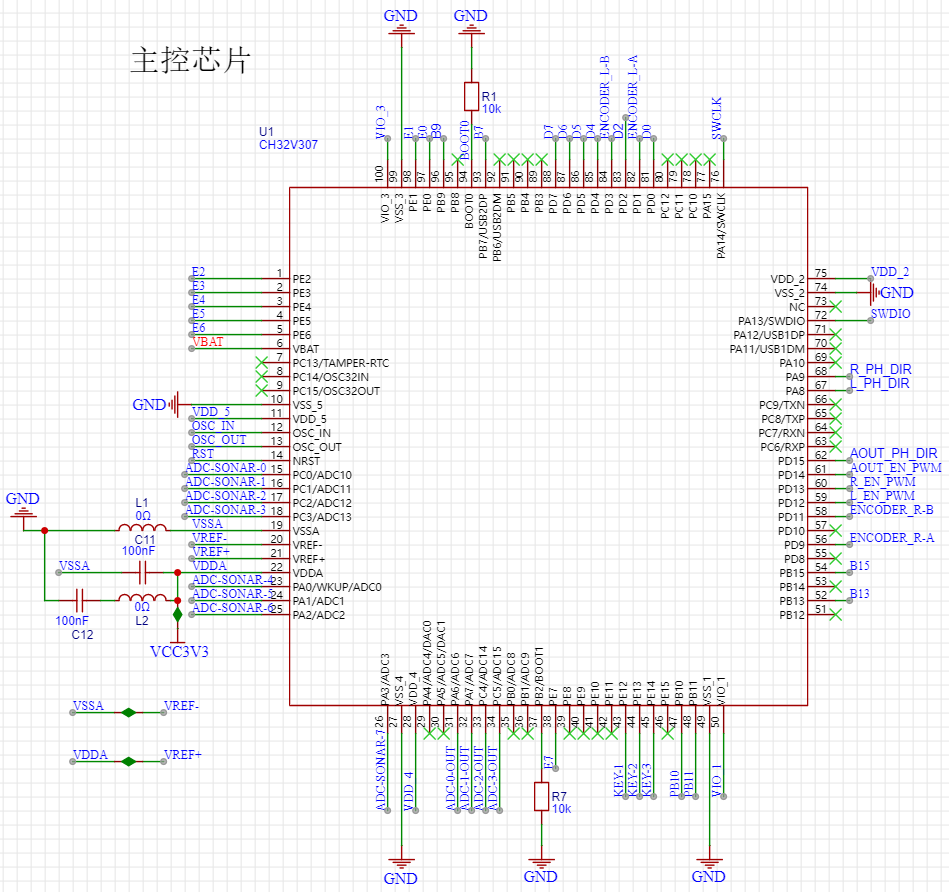 GND
GND
主控芯片
R1
10k
U1
CH32V307
VIO_3
E1
E0
B9
BOOT0
B7
D7
D6
D5
D4
ENCODER_L-B
D2
ENCODER_L-A
D0
SWCLK
100
99
98
97
96
95
94
93
92
91
90
89
88
87
86
85
84
83
82
81
80
79
78
77
76
VIO_3
VSS_3
PE1
PE0
PB9
PB8
BOOT0
PB7/USB2DP
PB6/USB2DM
PB5
PB4
PB3
PD7
PD6
PD5
PD4
PD3
PD2
PD1
PD0
PC12
PC11
PC10
PA15
PA14/SWCLK
E2 1 PE2
E3 2 PE3
E4 3 PE4
E5 4 PE5
E6 5 PE6
VBAT 6 VBAT
7 PC13/TAMPER-RTC
8 PC14/OSC32IN
9 PC15/OSC32OUT
GND 10 VSS_5
VDD_5 11 VDD_5
OSC_IN 12 OSC_IN
OSC_OUT 13 OSC_OUT
RST 14 NRST
ADC-SONAR-0 15 PC0/ADC10
ADC-SONAR-1 16 PC1/ADC11
ADC-SONAR-2 17 PC2/ADC12
ADC-SONAR-3 18 PC3/ADC13
VSSA 19 VSSA
VREF- 20 VREF-
VREF+ 21 VREF+
VDDA 22 VDDA
ADC-SONAR-4 23 PA0/WKUP/ADC0
ADC-SONAR-5 24 PA1/ADC1
ADC-SONAR-6 25 PA2/ADC2
VDD_2 75 VDD_2
VSS_2 74 GND
NC 73
PA13/SWDIO 72 SWDIO
PA12/USB1DP 71
PA11/USB1DM 70
PA10 69
PA9 68 R_PH_DIR
PA8 67 L_PH_DIR
PC9/TXN 66
PC8/TXP 65
PC7/RXN 64
PC6/RXP 63
PD15 62 AOUT_PH_DIR
PD14 61 AOUT_EN_PWM
PD13 60 R_EN_PWM
PD12 59 L_EN_PWM
PD11 58 ENCODER_R-B
PD10 57
PD9 56 ENCODER_R-A
PD8 55
PB15 54 B15
PB14 53
PB13 52 B13
PB12 51
GND
L1
0Ω
C11
100nF
VSSA
100nF
C12
0Ω
L2
VCC3V3
VSSA VREF-
VDDA VREF+
PA3/ADC3
VSS_4
VDD_4
PA4/ADC4/DAC0
PA5/ADC5/DAC1
PA6/ADC6
PA7/ADC7
PC4/ADC14
PC5/ADC15
PB0/ADC8
PB1/ADC9
PB2/BOOT1
PE7
PE8
PE9
PE10
PE11
PE12
PE13
PE14
PE15
PB10
PB11
VSS_1
VIO_1
26
27
28
29
30
31
32
33
34
35
36
37
38
39
40
41
42
43
44
45
46
47
48
49
50
ADC-SONAR-7
VDD_4
ADC-0-OUT
ADC-1-OUT
ADC-2-OUT
ADC-3-OUT
E7
KEY-1
KEY-2
KEY-3
PB10
PB11
VIO_1
R7
10k
GND
GND
GND